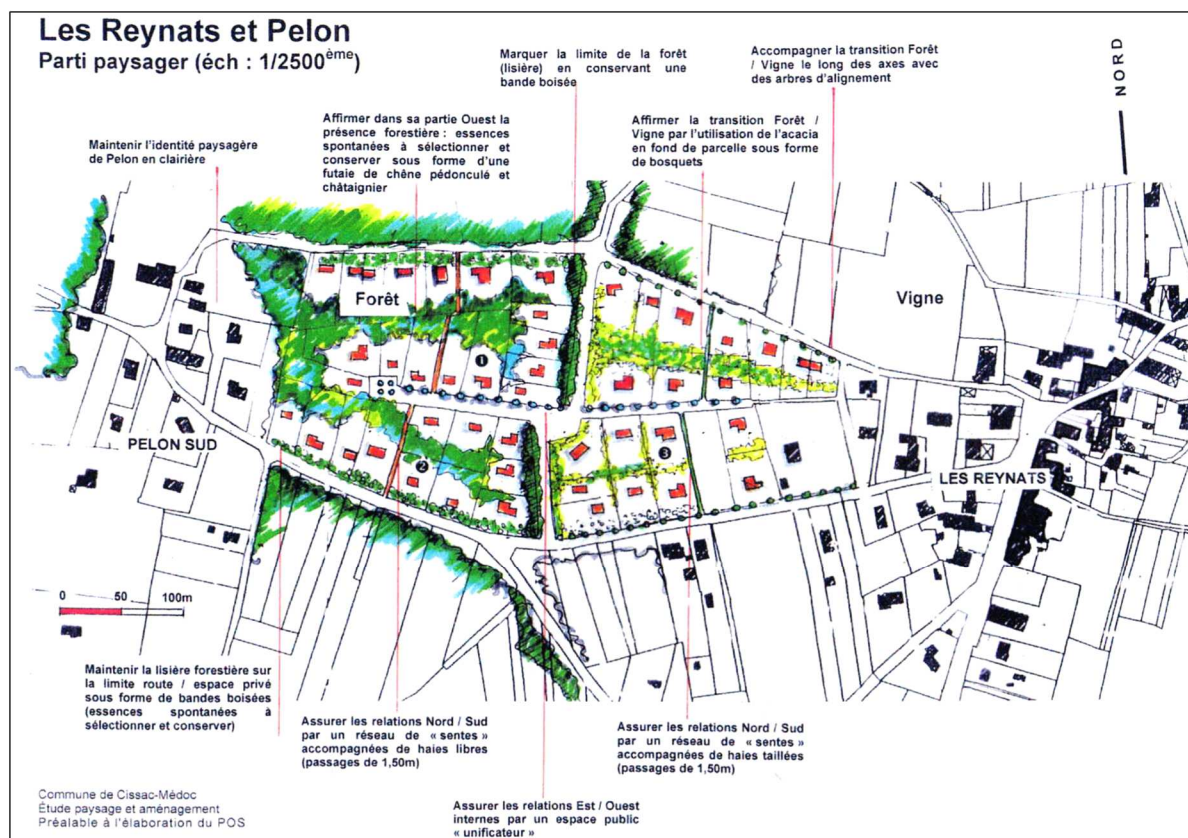 Les Reynats et Pelon
Parti paysager (éch : 1/2500ème)
Marquer la limite de la forêt
(lisière) en conservant une
bande boisée
Accompagner la transition Forêt
/ Vigne le long des axes avec
des arbres d'alignement
NORD
Maintenir l'identité paysagère
de Pelon en clairière
Affirmer dans sa partie Ouest la
présence forestière : essences
spontanées à sélectionner et
conserver sous forme d'une
futaie de chêne pédonculé et
châtaignier
Affirmer la transition Forêt /
Vigne par l'utilisation de l'acacia
en fond de parcelle sous forme
de bosquets
Forêt
Vigne
1
PELON SUD
2
3
LES REYNATS
0 50 100m
Maintenir la lisière forestière sur
la limite route / espace privé
sous forme de bandes boisées
(essences spontanées à
sélectionner et conserver)
Assurer les relations Nord / Sud
par un réseau de « sentes »
accompagnées de haies libres
(passages de 1,50m)
Assurer les relations Nord / Sud
par un réseau de « sentes »
accompagnées de haies taillées
(passages de 1,50m)
Assurer les relations Est / Ouest
internes par un espace public
« unificateur »
Commune de Cissac-Médoc
Étude paysage et aménagement
Préalable à l'élaboration du POS